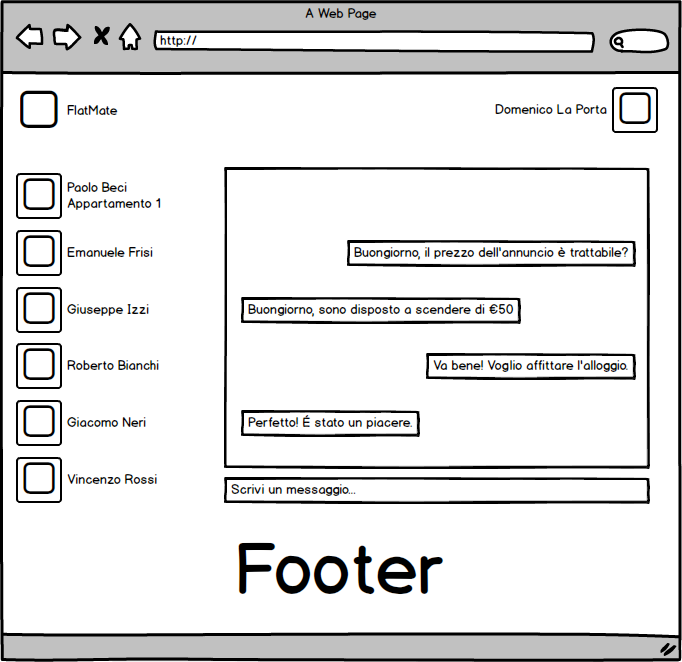 A Web Page
http://
FlatMate
Domenico La Porta
Paolo Beci
Appartamento 1
Emanuele Frisi
Giuseppe Izzi
Roberto Bianchi
Giacomo Neri
Vincenzo Rossi
Buongiorno, il prezzo dell'annuncio è trattabile?
Buongiorno, sono disposto a scendere di €50
Va bene! Voglio affittare l'alloggio.
Perfetto! É stato un piacere.
Scrivi un messaggio...
Footer